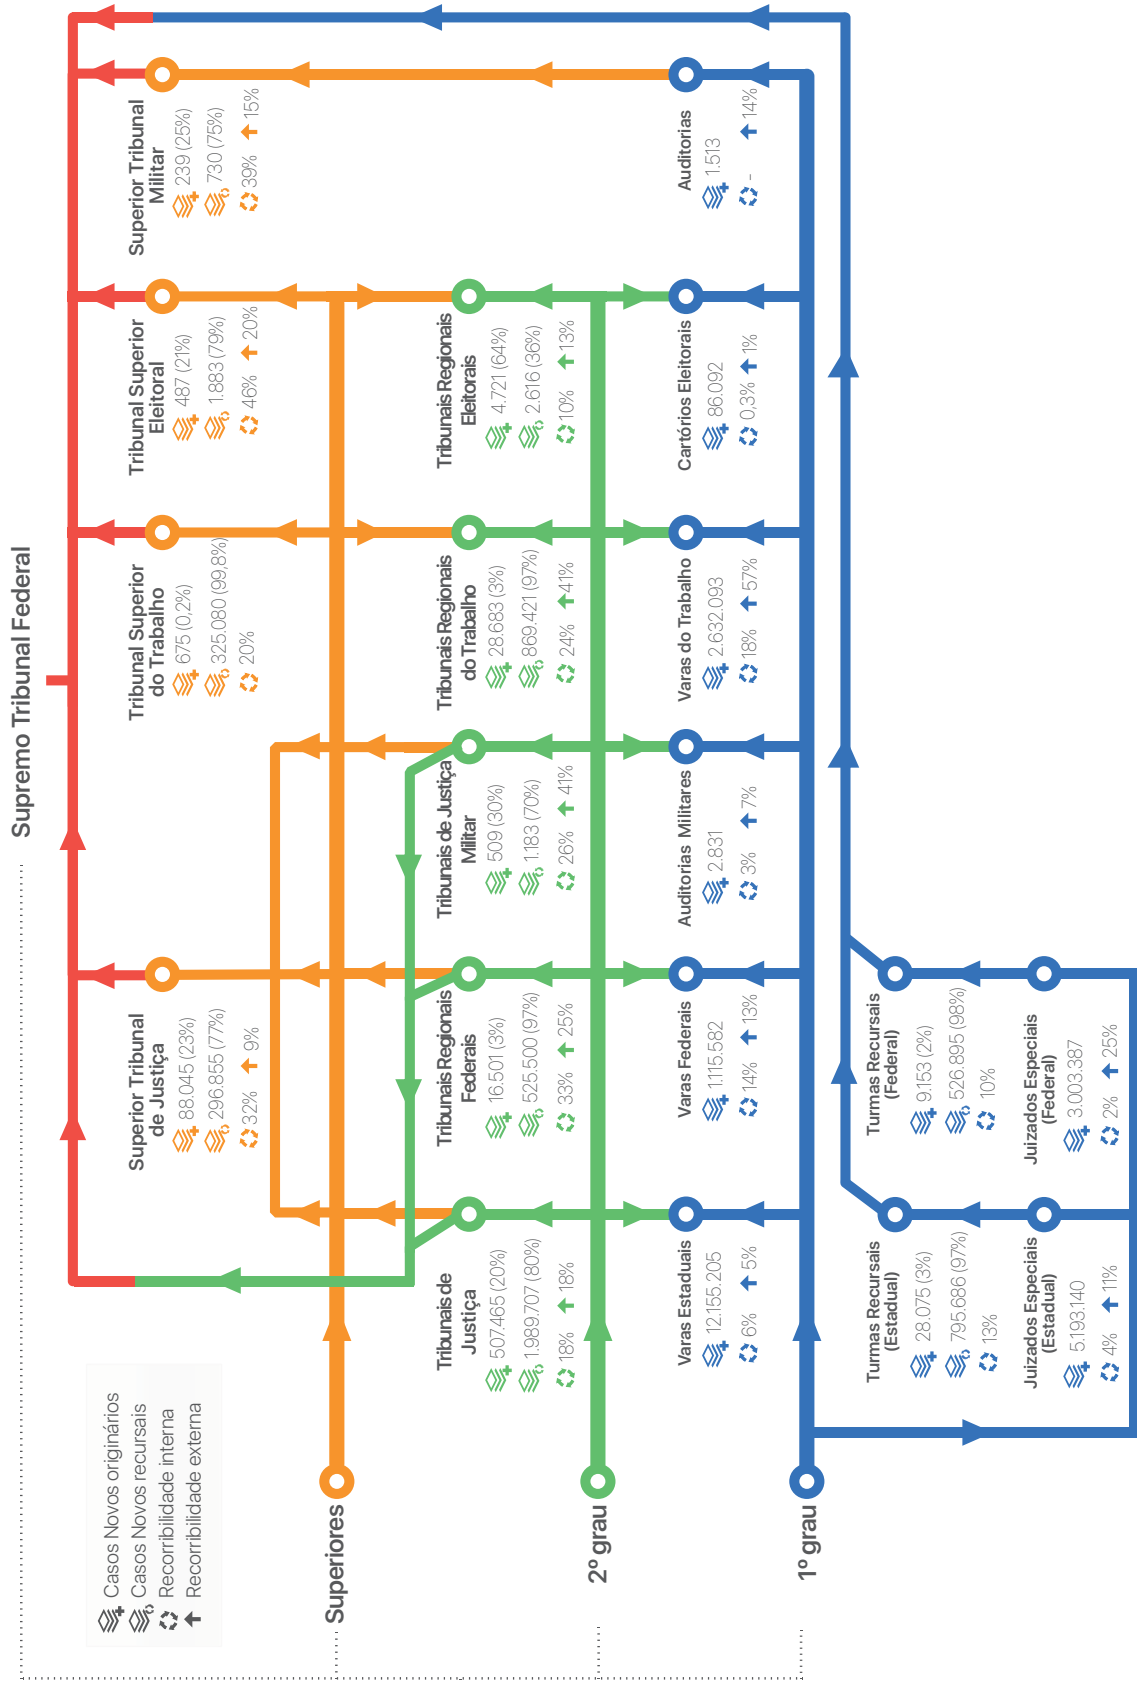 Supremo Tribunal Federal
Casos Novos originários
Casos Novos recursais
Recorribilidade interna
Recorribilidade externa
Superior Tribunal
de Justiça
88.045 (23%)
296.855 (77%)
32% 9%
Tribunal Superior
do Trabalho
675 (0,2%)
325.080 (99,8%)
20%
Tribunal Superior
Eleitoral
487 (21%)
1.883 (79%)
46% 20%
Superior Tribunal
Militar
239 (25%)
730 (75%)
39% 15%
Superiores
Tribunais de
Justiça
507.465 (20%)
1.989.707 (80%)
18% 18%
Tribunais Regionais
Federais
16.501 (3%)
525.500 (97%)
33% 25%
Tribunais de Justiça
Militar
509 (30%)
1.183 (70%)
26% 41%
Tribunais Regionais
do Trabalho
28.683 (3%)
869.421 (97%)
24% 41%
Tribunais Regionais
Eleitorais
4.721 (64%)
2.616 (36%)
10% 13%
2º grau
Varas Estaduais
12.155.205
6% 5%
Varas Federais
1.115.582
14% 13%
Auditorias Militares
2.831
3% 7%
Varas do Trabalho
2.632.093
18% 57%
Cartórios Eleitorais
86.092
0,3% 1%
Auditorias
1.513
- 14%
1º grau
Turmas Recursais
(Estadual)
28.075 (3%)
795.686 (97%)
13%
Turmas Recursais
(Federal)
9.153 (2%)
526.895 (98%)
10%
Juizados Especiais
(Estadual)
5.193.140
4% 11%
Juizados Especiais
(Federal)
3.003.387
2% 25%